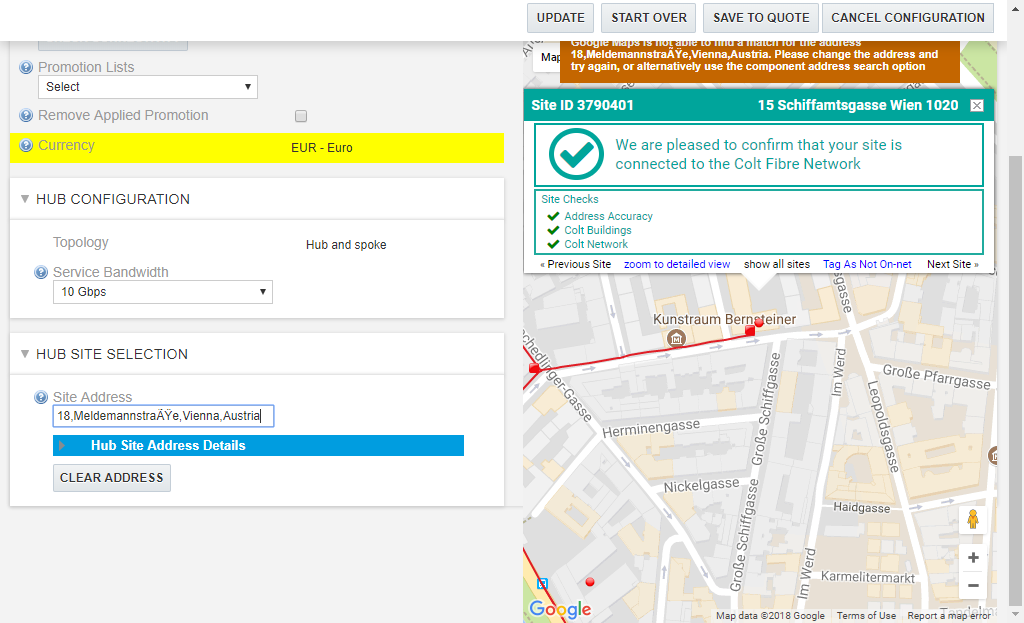 UPDATE
START OVER
SAVE TO QUOTE
CANCEL CONFIGURATION
Promotion Lists
Select
Remove Applied Promotion
Currency
EUR - Euro
HUB CONFIGURATION
Topology
Hub and spoke
Service Bandwidth
10 Gbps
HUB SITE SELECTION
Site Address
18,MeldemannstraÃŸe,Vienna,Austria
Hub Site Address Details
CLEAR ADDRESS
Map
Google Maps is not able to find a match for the address
18,MeldemannstraÃŸe,Vienna,Austria. Please change the address and
try again, or alternatively use the component address search option
Site ID 3790401
15 Schiffamtsgasse Wien 1020
We are pleased to confirm that your site is
connected to the Colt Fibre Network
Site Checks
Address Accuracy
Colt Buildings
Colt Network
« Previous Site
zoom to detailed view
show all sites
Tag As Not On-net
Next Site »
Kunstraum Bernsteiner
Im Werd
Große Pfarrgasse
Leopoldsgasse
Große Schiffgasse
Herminengasse
Nickelgasse
Haidgasse
Große Schiffgasse
Im Werd
Karmelitermarkt
Google
Map data ©2018 Google
Terms of Use
Report a map error